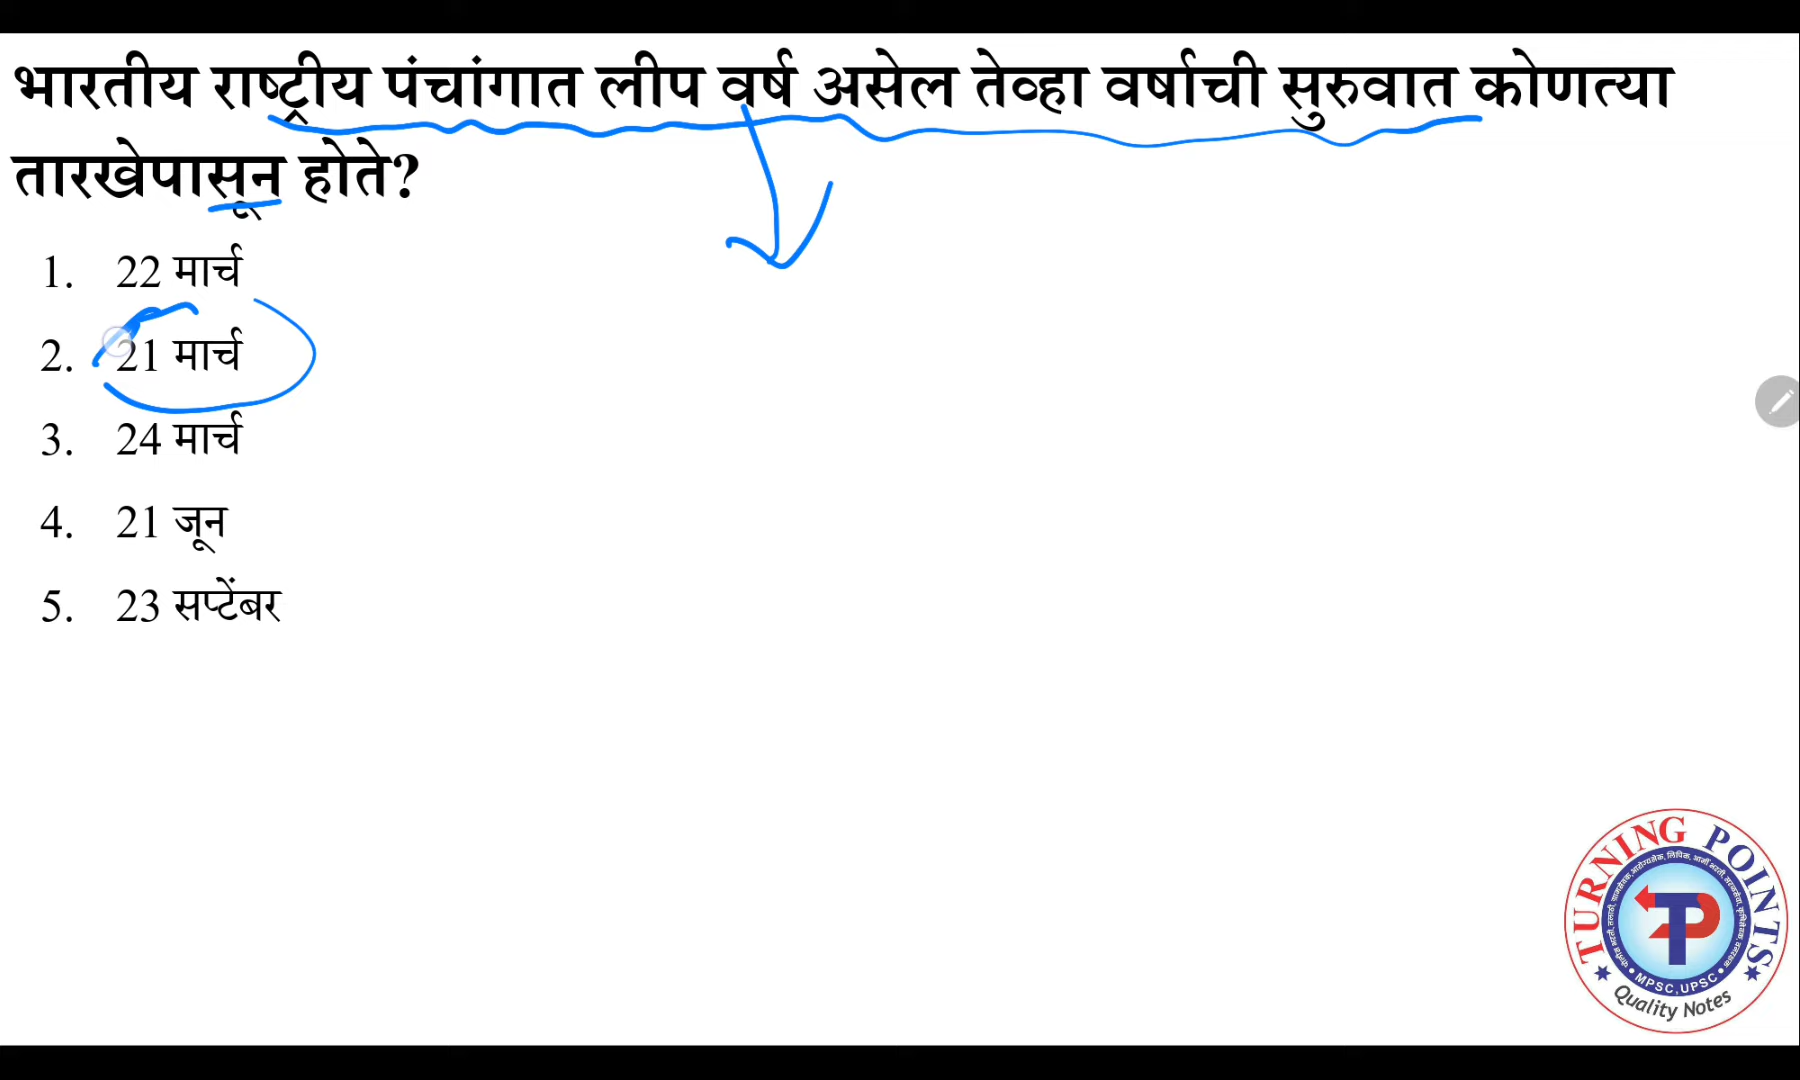 भारतीय राष्ट्रीय पंचांगात लीप वर्ष असेल तेव्हा वर्षाची सुरुवात कोणत्या
तारखेपासून होते?
1. 22 मार्च
2. 21 मार्च
3. 24 मार्च
4. 21 जून
5. 23 सप्टेंबर
TURNING POINTS
MPSC, UPSC
Quality Notes